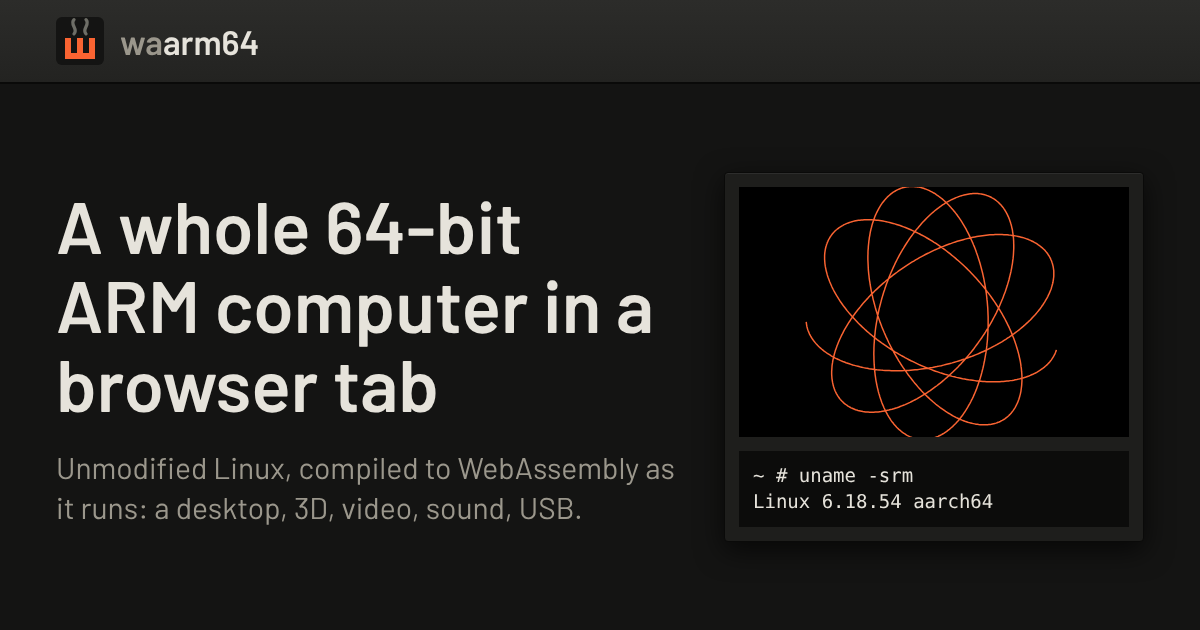 waarm64
A whole 64-bit
ARM computer in a
browser tab
Unmodified Linux, compiled to WebAssembly as
it runs: a desktop, 3D, video, sound, USB.
~ # uname -srm
Linux 6.18.54 aarch64